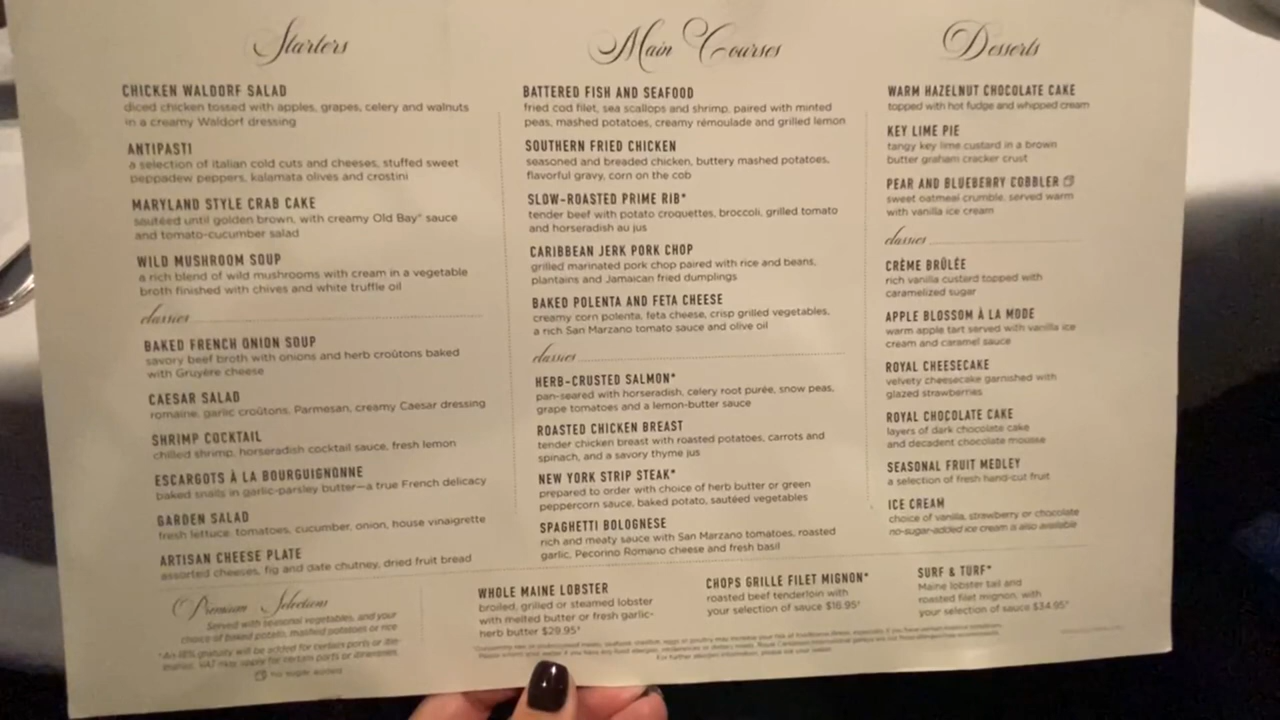 Starters
CHICKEN WALDORF SALAD
diced chicken tossed with apples, grapes, celery and walnuts
in a creamy Waldorf dressing
ANTIPASTI
a selection of italian cold cuts and cheeses, stuffed sweet
peppadew peppers, kalamata olives and crostini
MARYLAND STYLE CRAB CAKE
sautéed until golden brown, with creamy Old Bay® sauce
and tomato-cucumber salad
WILD MUSHROOM SOUP
a rich blend of wild mushrooms with cream in a vegetable
broth finished with chives and white truffle oil
classics
BAKED FRENCH ONION SOUP
savory beef broth with onions and herb croûtons baked
with Gruyère cheese
CAESAR SALAD
romaine, garlic croûtons, Parmesan, creamy Caesar dressing
SHRIMP COCKTAIL
chilled shrimp, horseradish cocktail sauce, fresh lemon
ESCARGOTS À LA BOURGUIGNONNE
baked snails in garlic-parsley butter—a true French delicacy
GARDEN SALAD
fresh lettuce, tomatoes, cucumber, onion, house vinaigrette
ARTISAN CHEESE PLATE
assorted cheeses, fig and date chutney, dried fruit bread
Main Courses
BATTERED FISH AND SEAFOOD
fried cod filet, sea scallops and shrimp, paired with minted
peas, mashed potatoes, creamy rémoulade and grilled lemon
SOUTHERN FRIED CHICKEN
seasoned and breaded chicken, buttery mashed potatoes,
flavorful gravy, corn on the cob
SLOW-ROASTED PRIME RIB*
tender beef with potato croquettes, broccoli, grilled tomato
and horseradish au jus
CARIBBEAN JERK PORK CHOP
grilled marinated pork chop paired with rice and beans,
plantains and Jamaican fried dumplings
BAKED POLENTA AND FETA CHEESE
creamy corn polenta, feta cheese, crisp grilled vegetables,
a rich San Marzano tomato sauce and olive oil
classics
HERB-CRUSTED SALMON*
pan-seared with horseradish, celery root purée, snow peas,
grape tomatoes and a lemon-butter sauce
ROASTED CHICKEN BREAST
tender chicken breast with roasted potatoes, carrots and
spinach, and a savory thyme jus
NEW YORK STRIP STEAK*
prepared to order with choice of herb butter or green
peppercorn sauce, baked potato, sautéed vegetables
SPAGHETTI BOLOGNESE
rich and meaty sauce with San Marzano tomatoes, roasted
garlic, Pecorino Romano cheese and fresh basil
Desserts
WARM HAZELNUT CHOCOLATE CAKE
topped with hot fudge and whipped cream
KEY LIME PIE
tangy key lime custard in a brown
butter graham cracker crust
PEAR AND BLUEBERRY COBBLER
sweet oatmeal crumble, served warm
with vanilla ice cream
classics
CRÈME BRÛLÉE
rich vanilla custard topped with
caramelized sugar
APPLE BLOSSOM À LA MODE
warm apple tart served with vanilla ice
cream and caramel sauce
ROYAL CHEESECAKE
velvety cheesecake garnished with
glazed strawberries
ROYAL CHOCOLATE CAKE
layers of dark chocolate cake
and decadent chocolate mousse
SEASONAL FRUIT MEDLEY
a selection of fresh hand-cut fruit
ICE CREAM
choice of vanilla, strawberry or chocolate
no-sugar-added ice cream is also available
Premium Selections
Served with seasonal vegetables, and your
choice of baked potato, mashed potatoes or rice
*An 18% gratuity will be added for certain ports or itin-
eraries. VAT may apply for certain ports or itineraries.
no sugar added
WHOLE MAINE LOBSTER
broiled, grilled or steamed lobster
with melted butter or fresh garlic-
herb butter $29.95*
CHOPS GRILLE FILET MIGNON*
roasted beef tenderloin with
your selection of sauce $16.95*
SURF & TURF*
Maine lobster tail and
roasted filet mignon, with
your selection of sauce $34.95*